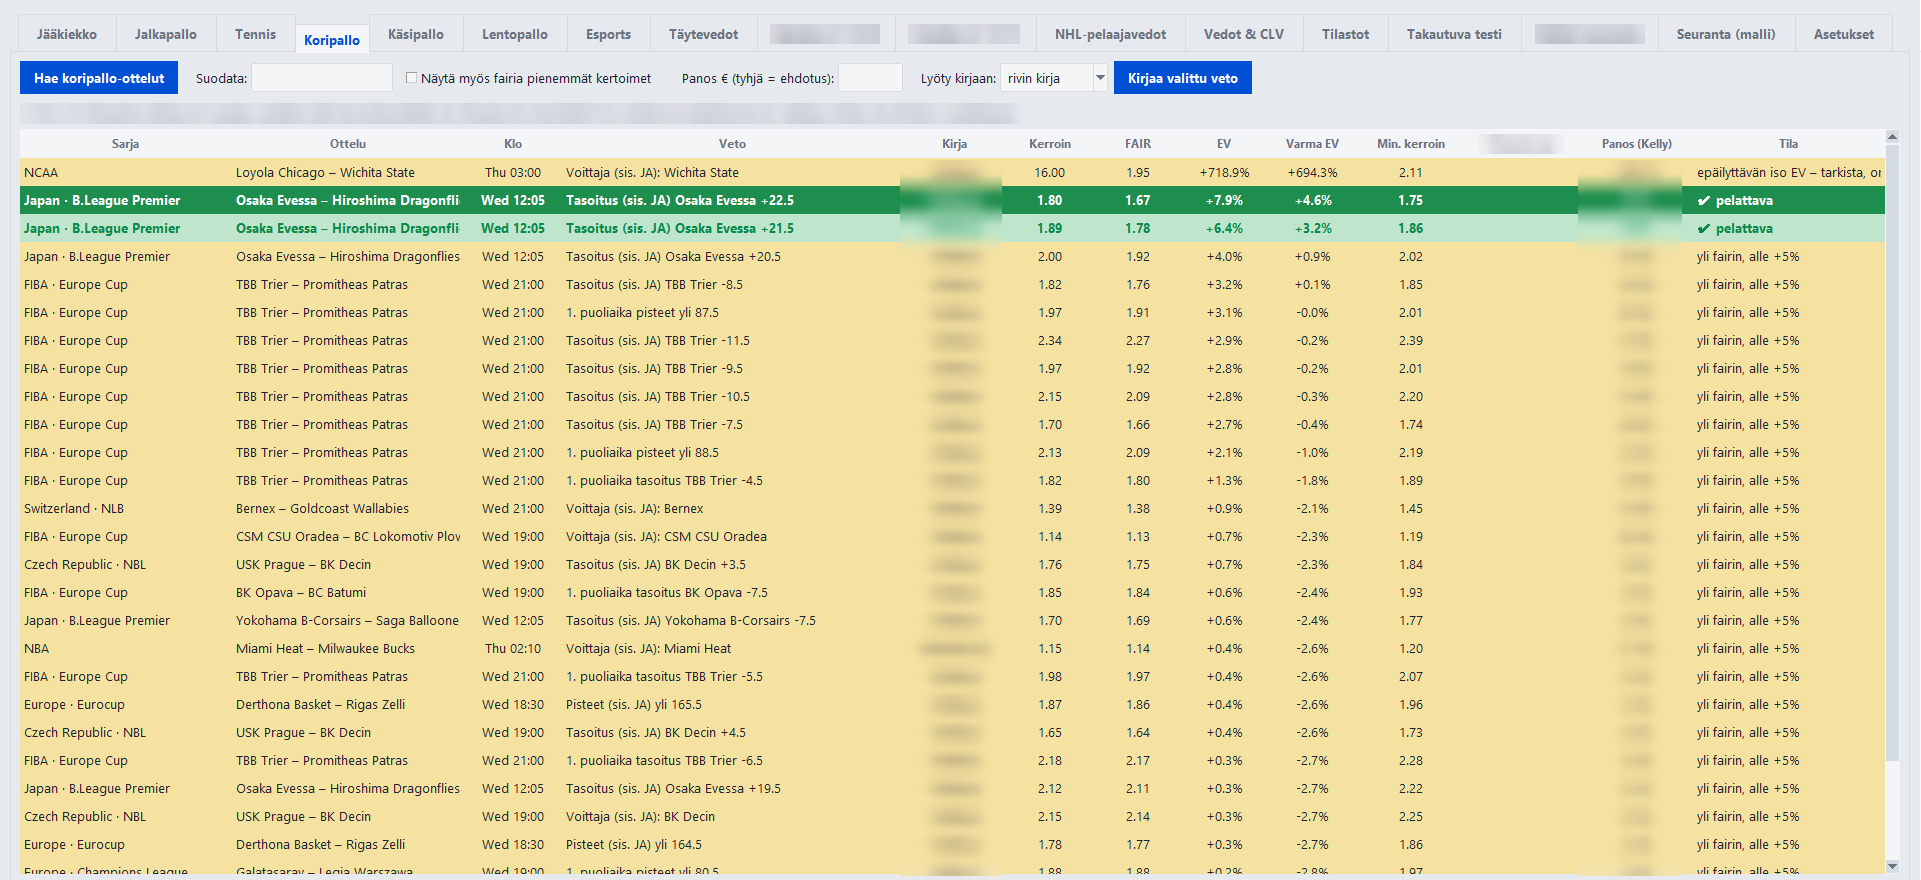 Jääkiekko Jalkapallo Tennis Koripallo Käsipallo Lentopallo Esports Täytevedot NHL-pelaajavedot Vedot & CLV Tilastot Takautuva testi Seuranta (malli) Asetukset
Hae koripallo-ottelut Suodata: Näytä myös fairia pienemmät kertoimet Panos € (tyhjä = ehdotus): Lyöty kirjaan: rivin kirja Kirjaa valittu veto
Sarja Ottelu Klo Veto Kirja Kerroin FAIR EV Varma EV Min. kerroin Panos (Kelly) Tila
NCAA Loyola Chicago – Wichita State Thu 03:00 Voittaja (sis. JA): Wichita State 16.00 1.95 +718.9% +694.3% 2.11 epäilyttävän iso EV – tarkista, or
Japan · B.League Premier Osaka Evessa – Hiroshima Dragonfli Wed 12:05 Tasoitus (sis. JA) Osaka Evessa +22.5 1.80 1.67 +7.9% +4.6% 1.75 ✔ pelattava
Japan · B.League Premier Osaka Evessa – Hiroshima Dragonfli Wed 12:05 Tasoitus (sis. JA) Osaka Evessa +21.5 1.89 1.78 +6.4% +3.2% 1.86 ✔ pelattava
Japan · B.League Premier Osaka Evessa – Hiroshima Dragonflies Wed 12:05 Tasoitus (sis. JA) Osaka Evessa +20.5 2.00 1.92 +4.0% +0.9% 2.02 yli fairin, alle +5%
FIBA · Europe Cup TBB Trier – Promitheas Patras Wed 21:00 Tasoitus (sis. JA) TBB Trier -8.5 1.82 1.76 +3.2% +0.1% 1.85 yli fairin, alle +5%
FIBA · Europe Cup TBB Trier – Promitheas Patras Wed 21:00 1. puoliaika pisteet yli 87.5 1.97 1.91 +3.1% -0.0% 2.01 yli fairin, alle +5%
FIBA · Europe Cup TBB Trier – Promitheas Patras Wed 21:00 Tasoitus (sis. JA) TBB Trier -11.5 2.34 2.27 +2.9% -0.2% 2.39 yli fairin, alle +5%
FIBA · Europe Cup TBB Trier – Promitheas Patras Wed 21:00 Tasoitus (sis. JA) TBB Trier -9.5 1.97 1.92 +2.8% -0.2% 2.01 yli fairin, alle +5%
FIBA · Europe Cup TBB Trier – Promitheas Patras Wed 21:00 Tasoitus (sis. JA) TBB Trier -10.5 2.15 2.09 +2.8% -0.3% 2.20 yli fairin, alle +5%
FIBA · Europe Cup TBB Trier – Promitheas Patras Wed 21:00 Tasoitus (sis. JA) TBB Trier -7.5 1.70 1.66 +2.7% -0.4% 1.74 yli fairin, alle +5%
FIBA · Europe Cup TBB Trier – Promitheas Patras Wed 21:00 1. puoliaika pisteet yli 88.5 2.13 2.09 +2.1% -1.0% 2.19 yli fairin, alle +5%
FIBA · Europe Cup TBB Trier – Promitheas Patras Wed 21:00 1. puoliaika tasoitus TBB Trier -4.5 1.82 1.80 +1.3% -1.8% 1.89 yli fairin, alle +5%
Switzerland · NLB Bernex – Goldcoast Wallabies Wed 21:00 Voittaja (sis. JA): Bernex 1.39 1.38 +0.9% -2.1% 1.45 yli fairin, alle +5%
FIBA · Europe Cup CSM CSU Oradea – BC Lokomotiv Plov Wed 19:00 Voittaja (sis. JA): CSM CSU Oradea 1.14 1.13 +0.7% -2.3% 1.19 yli fairin, alle +5%
Czech Republic · NBL USK Prague – BK Decin Wed 19:00 Tasoitus (sis. JA) BK Decin +3.5 1.76 1.75 +0.7% -2.3% 1.84 yli fairin, alle +5%
FIBA · Europe Cup BK Opava – BC Batumi Wed 19:00 1. puoliaika tasoitus BK Opava -7.5 1.85 1.84 +0.6% -2.4% 1.93 yli fairin, alle +5%
Japan · B.League Premier Yokohama B-Corsairs – Saga Balloone Wed 12:05 Tasoitus (sis. JA) Yokohama B-Corsairs -7.5 1.70 1.69 +0.6% -2.4% 1.77 yli fairin, alle +5%
NBA Miami Heat – Milwaukee Bucks Thu 02:10 Voittaja (sis. JA): Miami Heat 1.15 1.14 +0.4% -2.6% 1.20 yli fairin, alle +5%
FIBA · Europe Cup TBB Trier – Promitheas Patras Wed 21:00 1. puoliaika tasoitus TBB Trier -5.5 1.98 1.97 +0.4% -2.6% 2.07 yli fairin, alle +5%
Europe · Eurocup Derthona Basket – Rigas Zelli Wed 18:30 Pisteet (sis. JA) yli 165.5 1.87 1.86 +0.4% -2.6% 1.96 yli fairin, alle +5%
Czech Republic · NBL USK Prague – BK Decin Wed 19:00 Tasoitus (sis. JA) BK Decin +4.5 1.65 1.64 +0.4% -2.6% 1.73 yli fairin, alle +5%
FIBA · Europe Cup TBB Trier – Promitheas Patras Wed 21:00 1. puoliaika tasoitus TBB Trier -6.5 2.18 2.17 +0.3% -2.7% 2.28 yli fairin, alle +5%
Japan · B.League Premier Osaka Evessa – Hiroshima Dragonflies Wed 12:05 Tasoitus (sis. JA) Osaka Evessa +19.5 2.12 2.11 +0.3% -2.7% 2.22 yli fairin, alle +5%
Czech Republic · NBL USK Prague – BK Decin Wed 19:00 Voittaja (sis. JA): BK Decin 2.15 2.14 +0.3% -2.7% 2.25 yli fairin, alle +5%
Europe · Eurocup Derthona Basket – Rigas Zelli Wed 18:30 Pisteet (sis. JA) yli 164.5 1.78 1.77 +0.3% -2.7% 1.86 yli fairin, alle +5%
Europe · Champions League Galatasaray – Legia Warszawa Wed 19:00 1. puoliaika pisteet yli 80.5 1.88 1.88 +0.2% -2.8% 1.97 yli fairin, alle +5%